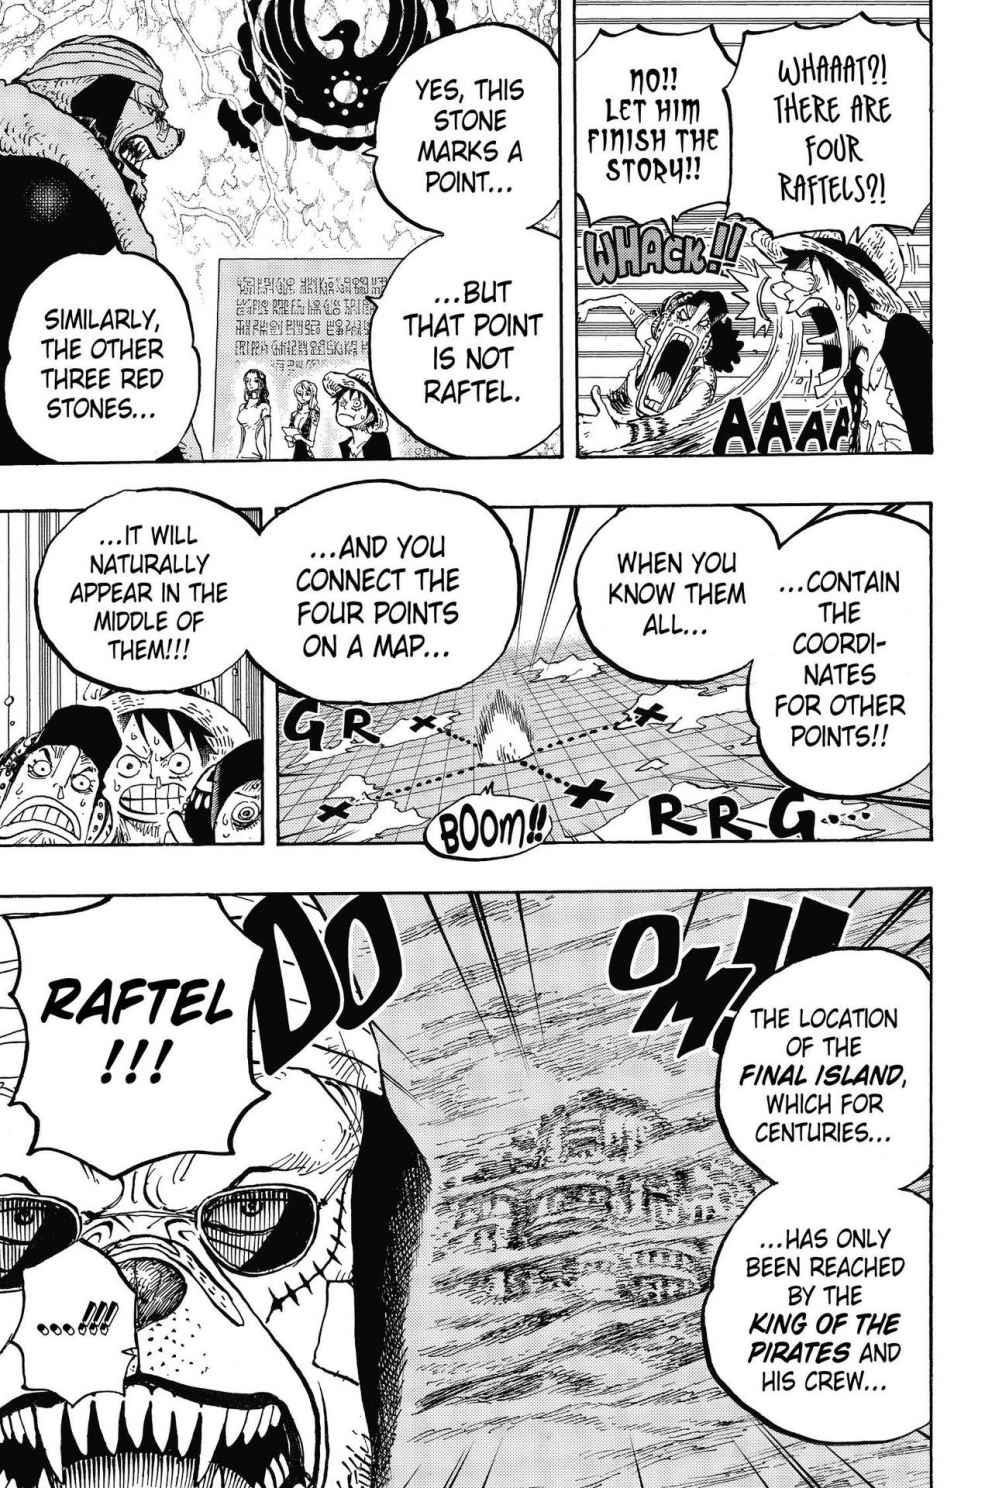 WHAAAT?!
THERE ARE
FOUR
RAFTELS?!
NO!!
LET HIM
FINISH THE
STORY!!
WHACK!!
AAAA
YES, THIS
STONE
MARKS A
POINT...
...BUT
THAT POINT
IS NOT
RAFTEL.
SIMILARLY,
THE OTHER
THREE RED
STONES...
...CONTAIN
THE
COORDI-
NATES
FOR OTHER
POINTS!!
WHEN YOU
KNOW THEM
ALL...
...AND YOU
CONNECT THE
FOUR POINTS
ON A MAP...
GR
RRG...
BOOM!!
...IT WILL
NATURALLY
APPEAR IN THE
MIDDLE OF
THEM!!!
THE LOCATION
OF THE
FINAL ISLAND,
WHICH FOR
CENTURIES...
...HAS ONLY
BEEN REACHED
BY THE
KING OF THE
PIRATES AND
HIS CREW...
DOOM!!
RAFTEL
!!!
...!!!